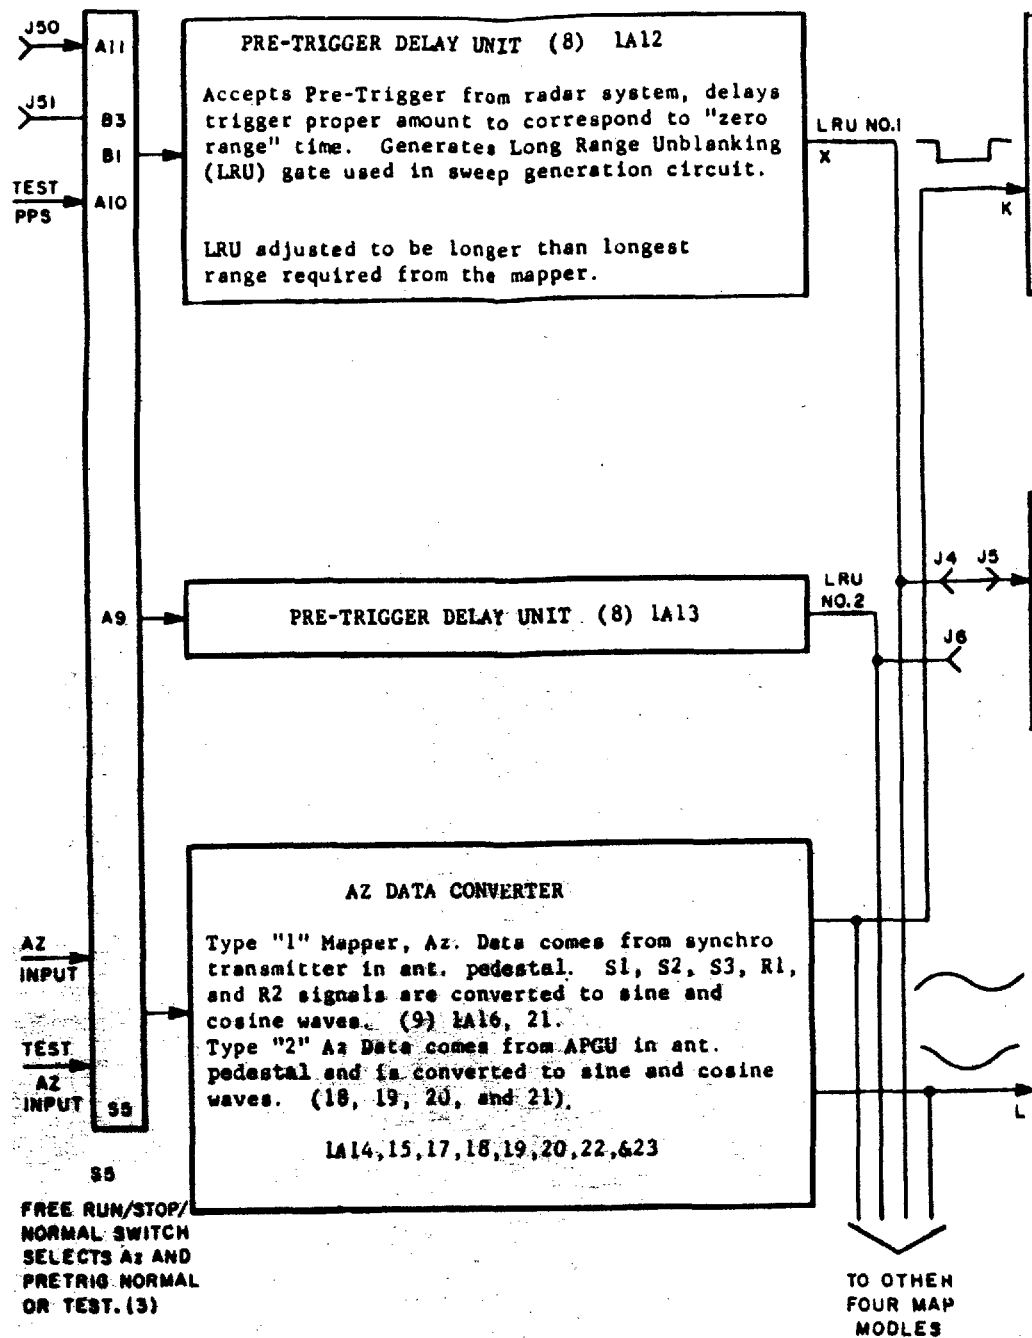 J50
A11
J51
B3
B1
TEST
PPS
A10
PRE-TRIGGER DELAY UNIT (8) 1A12
Accepts Pre-Trigger from radar system, delays
trigger proper amount to correspond to "zero
range" time. Generates Long Range Unblanking
(LRU) gate used in sweep generation circuit.
LRU adjusted to be longer than longest
range required from the mapper.
LRU NO.1
X
K
A9
PRE-TRIGGER DELAY UNIT (8) 1A13
LRU
NO.2
J4
J5
J6
AZ
INPUT
TEST
AZ
INPUT
S5
AZ DATA CONVERTER
Type "1" Mapper, Az. Data comes from synchro
transmitter in ant. pedestal. S1, S2, S3, R1,
and R2 signals are converted to sine and
cosine waves. (9) 1A16, 21.
Type "2" Az Data comes from APGU in ant.
pedestal and is converted to sine and cosine
waves. (18, 19, 20, and 21).
1A14,15,17,18,19,20,22,&23
L
S5
FREE RUN/STOP/
NORMAL SWITCH
SELECTS Az AND
PRETRIG NORMAL
OR TEST.(3)
TO OTHEH
FOUR MAP
MODLES